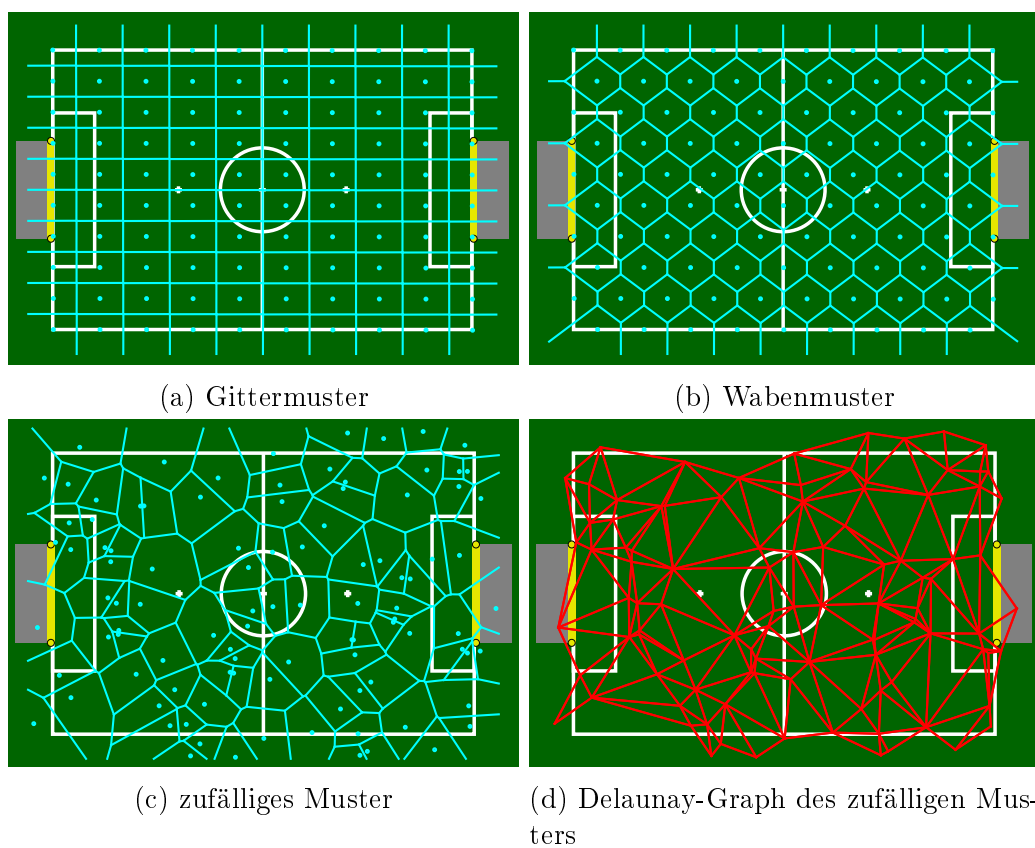 (a) Gittermuster
(b) Wabenmuster
(c) zufälliges Muster
(d) Delaunay-Graph des zufälligen Mus-
ters